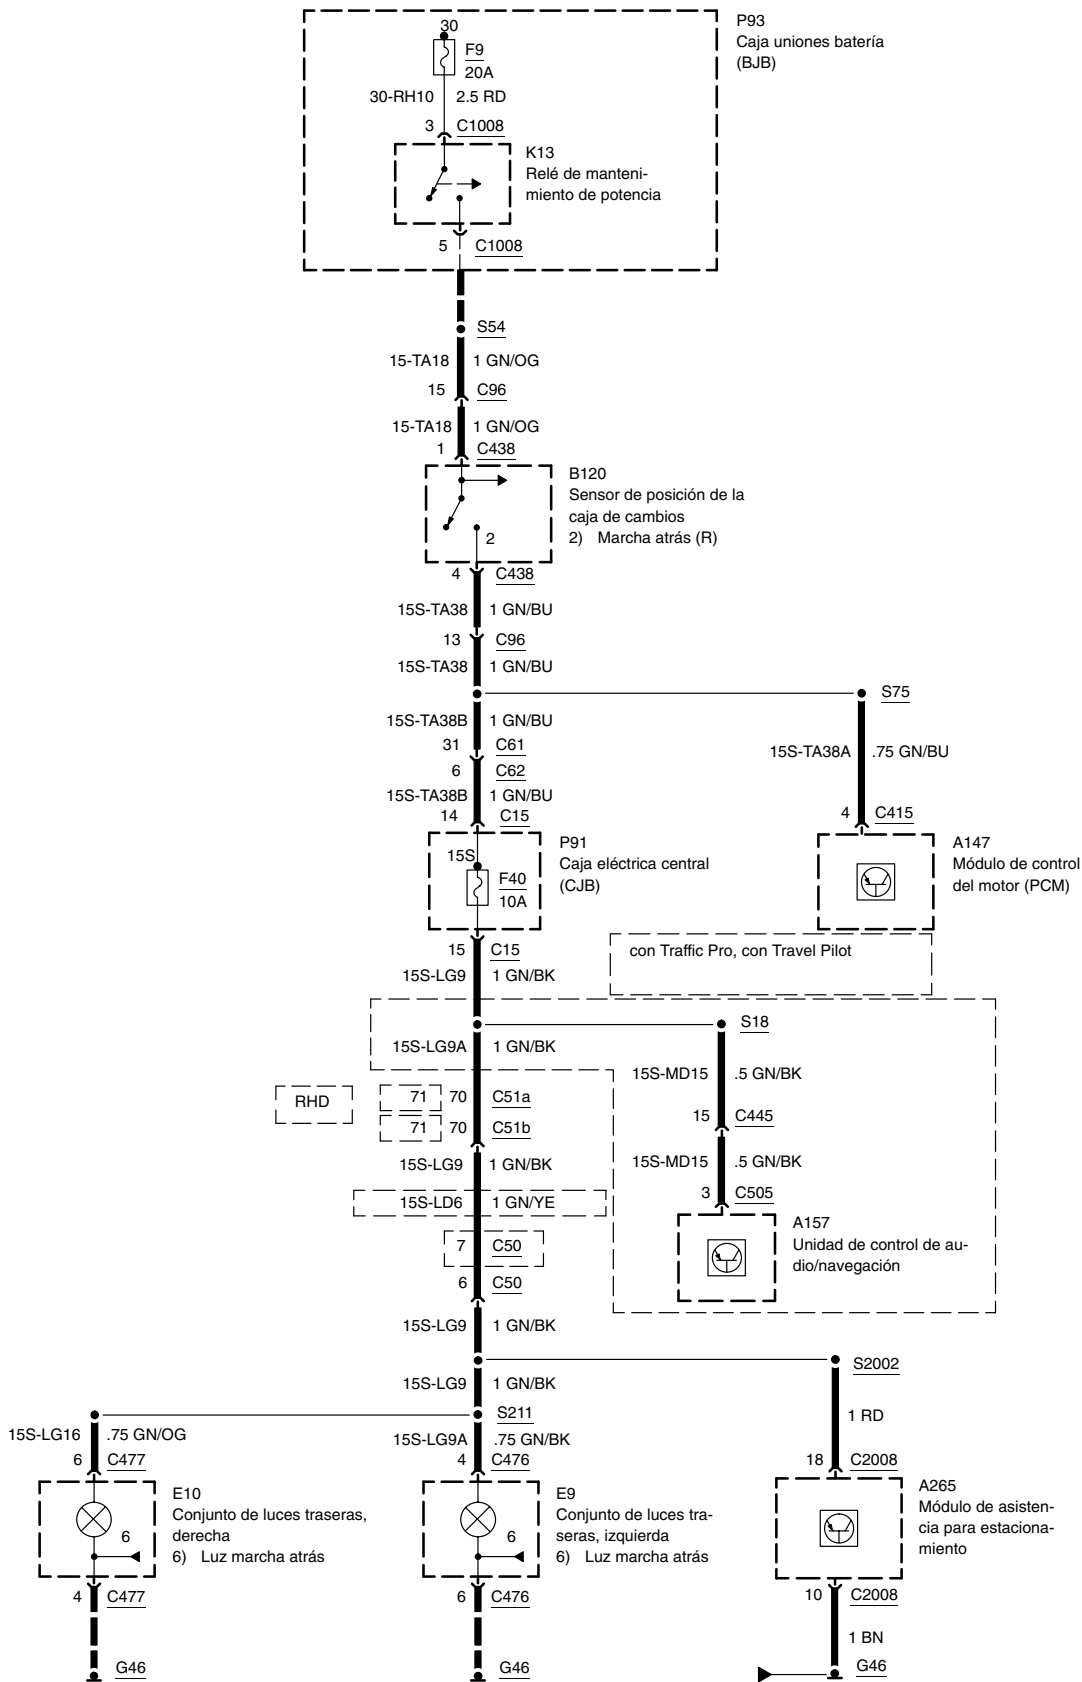 P93
Caja uniones batería
(BJB)
30
F9
20A
30-RH10 2.5 RD
3 C1008
K13
Relé de manteni-
miento de potencia
5 C1008
S54
15-TA18 1 GN/OG
15 C96
15-TA18 1 GN/OG
1 C438
B120
Sensor de posición de la
caja de cambios
2) Marcha atrás (R)
2
4 C438
15S-TA38 1 GN/BU
13 C96
15S-TA38 1 GN/BU
S75
15S-TA38B 1 GN/BU
31 C61
15S-TA38A .75 GN/BU
6 C62
15S-TA38B 1 GN/BU
14 C15
4 C415
P91
Caja eléctrica central
(CJB)
15S
F40
10A
A147
Módulo de control
del motor (PCM)
15 C15
con Traffic Pro, con Travel Pilot
15S-LG9 1 GN/BK
S18
15S-LG9A 1 GN/BK
15S-MD15 .5 GN/BK
RHD
71 70 C51a
15 C445
71 70 C51b
15S-LG9 1 GN/BK
15S-MD15 .5 GN/BK
15S-LD6 1 GN/YE
3 C505
A157
Unidad de control de au-
dio/navegación
7 C50
6 C50
15S-LG9 1 GN/BK
S2002
15S-LG9 1 GN/BK
S211
1 RD
15S-LG16 .75 GN/OG
15S-LG9A .75 GN/BK
6 C477
4 C476
18 C2008
E10
Conjunto de luces traseras,
derecha
6) Luz marcha atrás
6
E9
Conjunto de luces tra-
seras, izquierda
6) Luz marcha atrás
6
A265
Módulo de asisten-
cia para estaciona-
miento
4 C477
6 C476
10 C2008
1 BN
G46
G46
G46